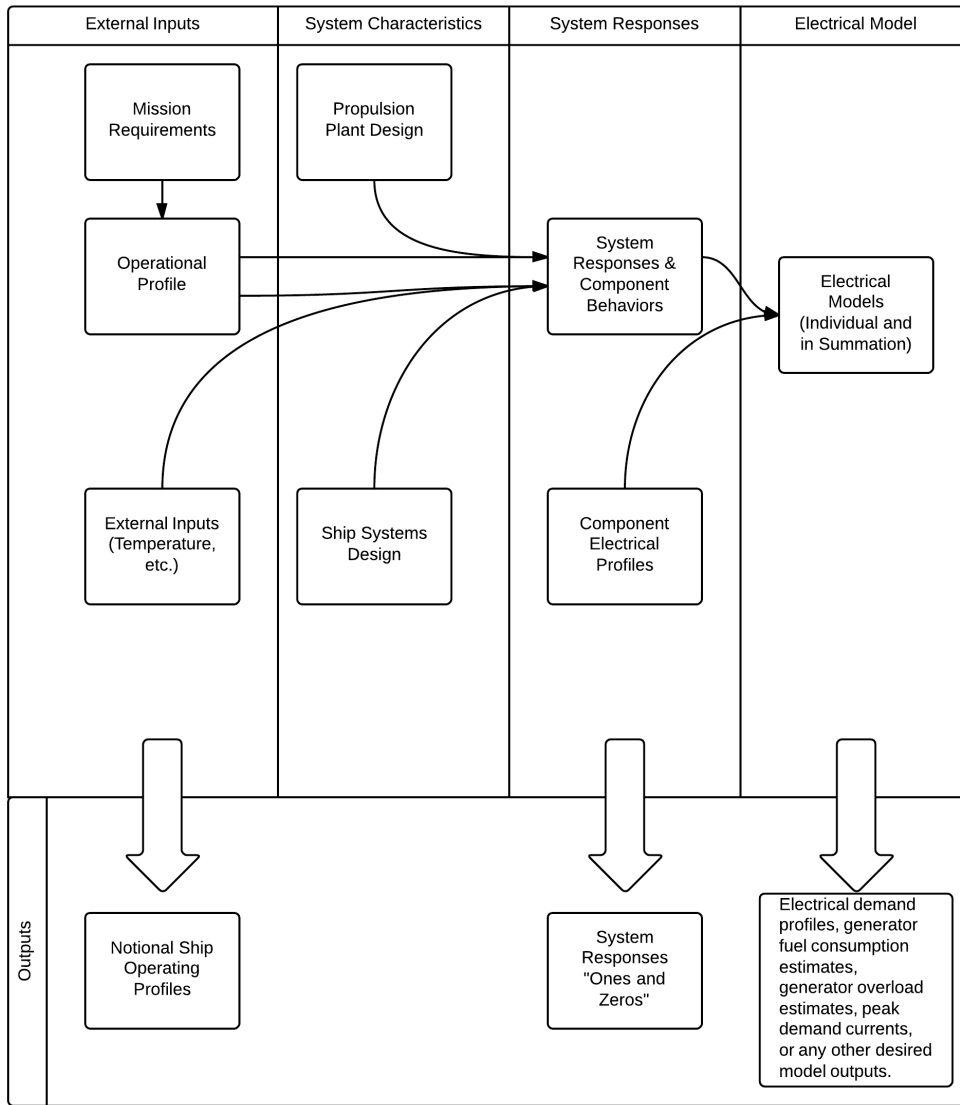 External Inputs
System Characteristics
System Responses
Electrical Model
Mission
Requirements
Propulsion
Plant Design
Operational
Profile
System
Responses &
Component
Behaviors
Electrical
Models
(Individual and
in Summation)
External Inputs
(Temperature,
etc.)
Ship Systems
Design
Component
Electrical
Profiles
Outputs
Notional Ship
Operating
Profiles
System
Responses
"Ones and
Zeros"
Electrical demand
profiles, generator
fuel consumption
estimates,
generator overload
estimates, peak
demand currents,
or any other desired
model outputs.